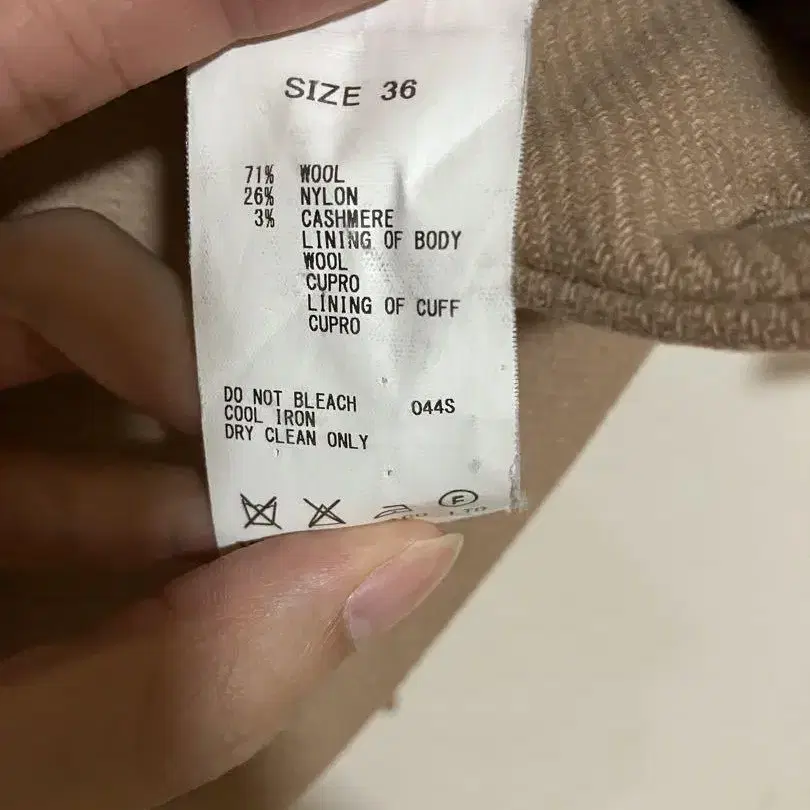 SIZE 36
71% WOOL
26% NYLON
3% CASHMERE
LINING OF BODY
WOOL
CUPRO
LINING OF CUFF
CUPRO
DO NOT BLEACH 044S
COOL IRON
DRY CLEAN ONLY
F